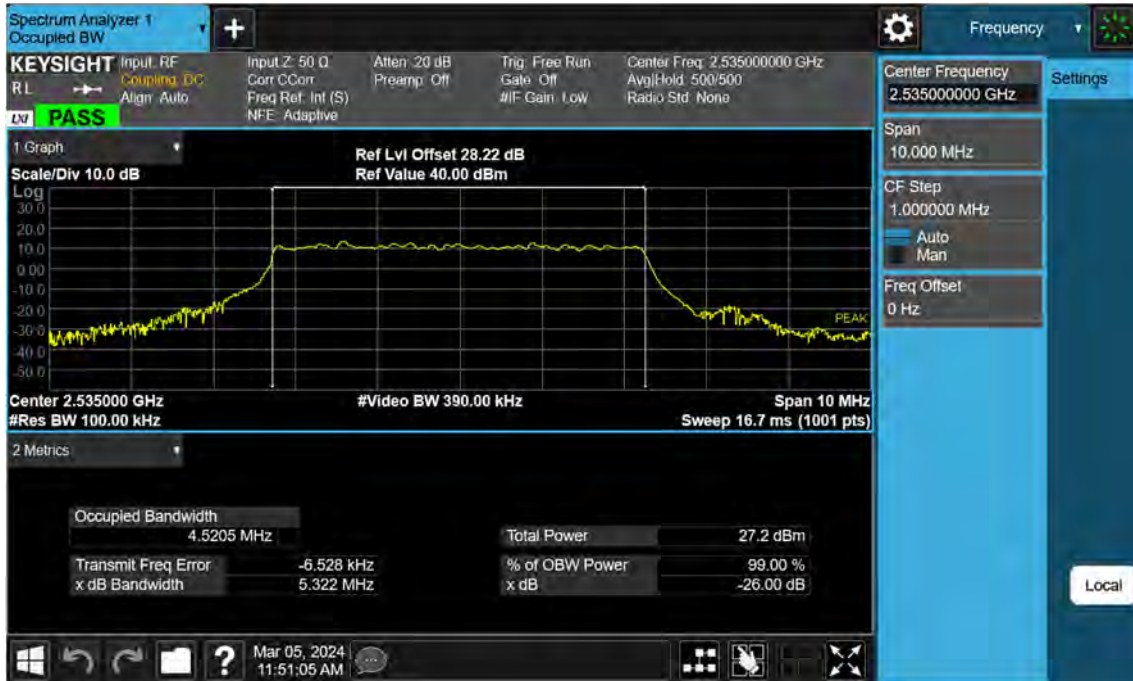 Spectrum Analyzer 1
Occupied BW
+
Frequency
KEYSIGHT
RL
LXI
PASS
Input: RF
Coupling: DC
Align: Auto
Input Z: 50 Ω
Corr CCorr
Freq Ref: Int (S)
NFE: Adaptive
Atten: 20 dB
Preamp: Off
Trig: Free Run
Gate: Off
#IF Gain: Low
Center Freq: 2.535000000 GHz
Avg|Hold: 500/500
Radio Std: None
Center Frequency
2.535000000 GHz
Settings
Span
10.000 MHz
CF Step
1.000000 MHz
Auto
Man
Freq Offset
0 Hz
Local
1 Graph
Scale/Div 10.0 dB
Ref Lvl Offset 28.22 dB
Ref Value 40.00 dBm
Log
30.0
20.0
10.0
0.00
-10.0
-20.0
-30.0
-40.0
-50.0
PEAK
Center 2.535000 GHz
#Video BW 390.00 kHz
Span 10 MHz
#Res BW 100.00 kHz
Sweep 16.7 ms (1001 pts)
2 Metrics
Occupied Bandwidth
4.5205 MHz
Total Power 27.2 dBm
Transmit Freq Error -6.528 kHz
% of OBW Power 99.00 %
x dB Bandwidth 5.322 MHz
x dB -26.00 dB
?
Mar 05, 2024
11:51:05 AM